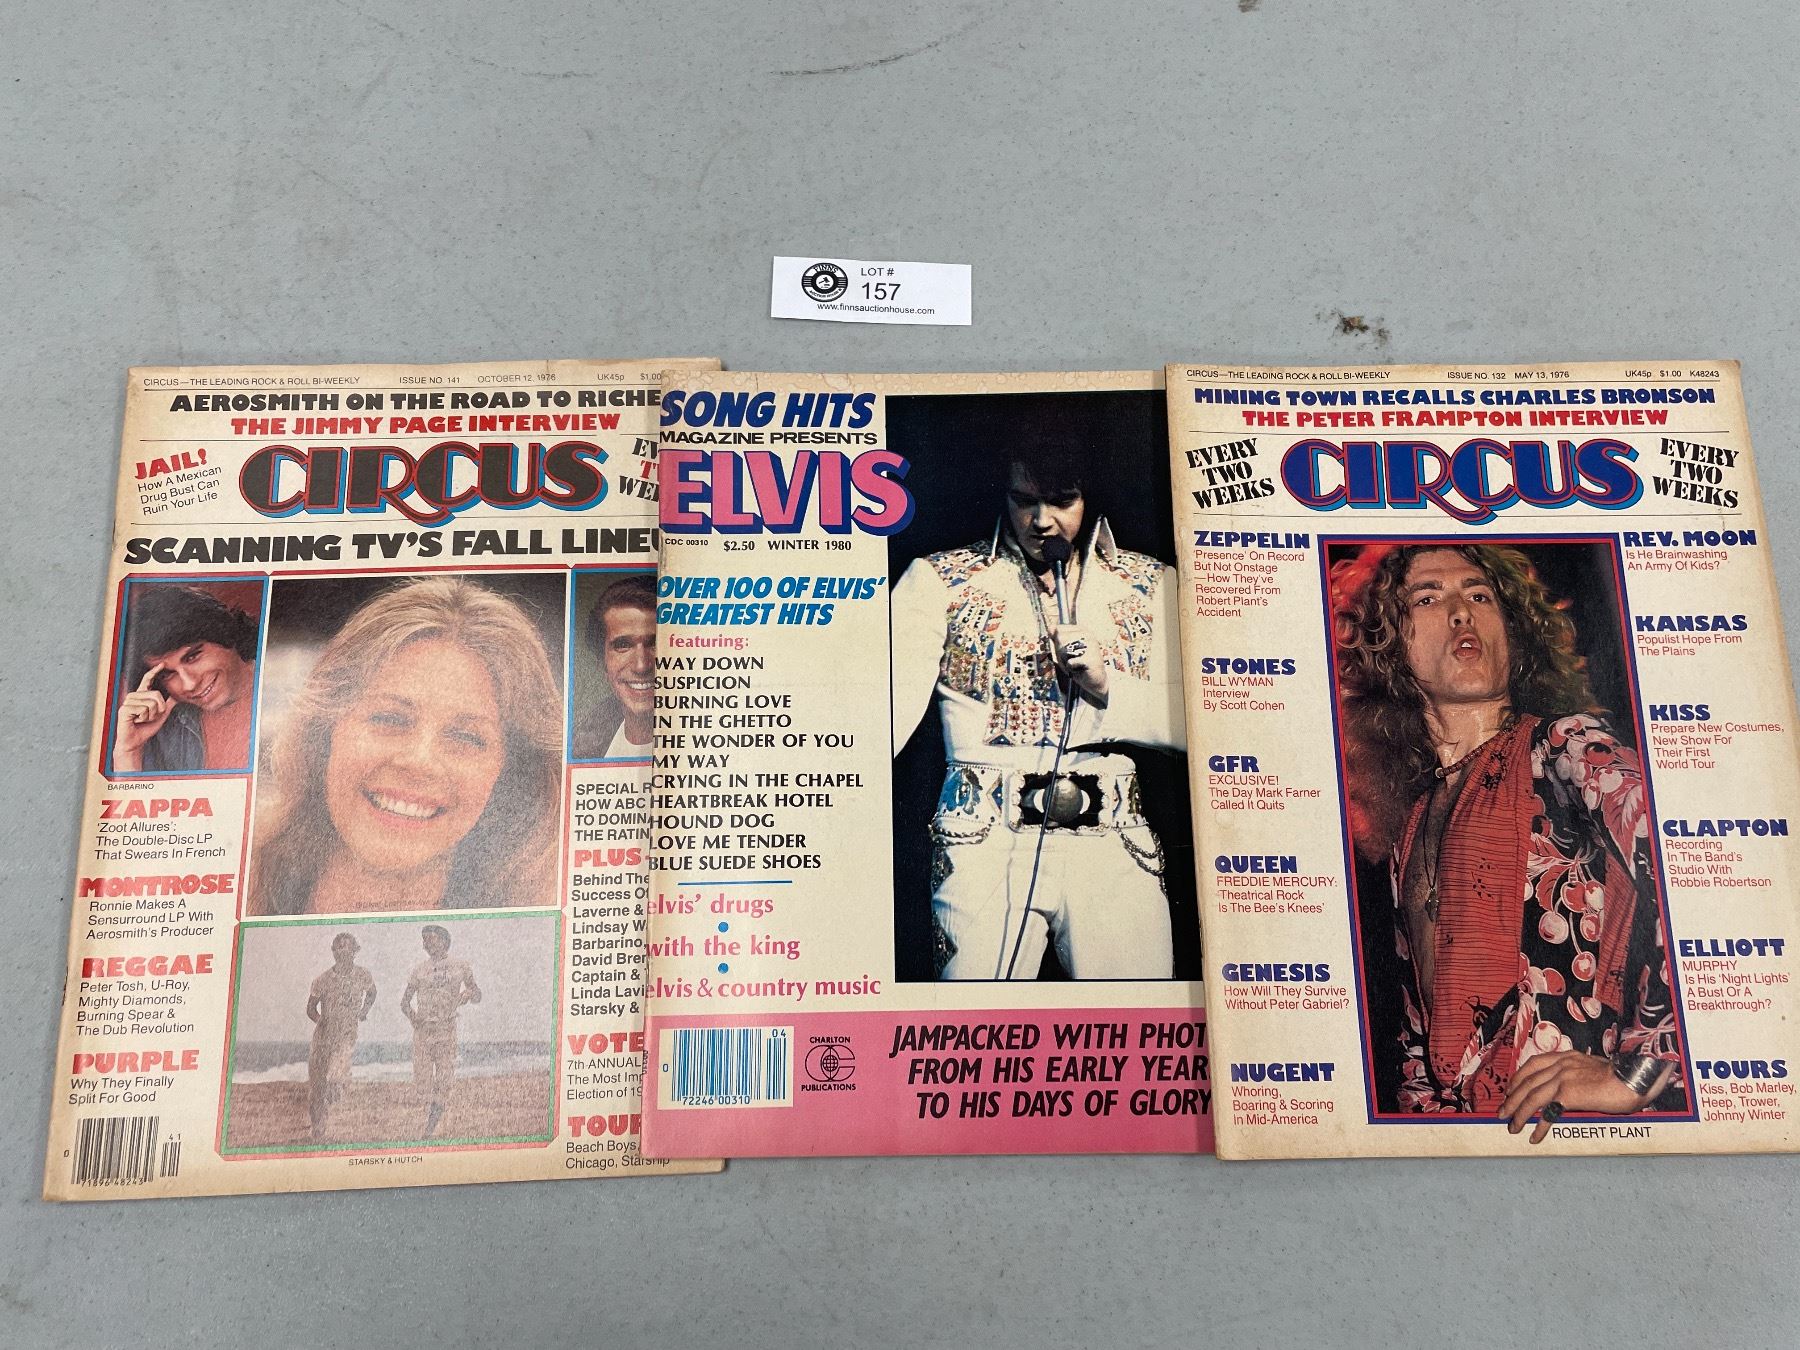 FINNS
LOT #
157
www.finnsauctionhouse.com
CIRCUS—THE LEADING ROCK & ROLL BI-WEEKLY ISSUE NO. 141 OCTOBER 12, 1976 UK45p $1.00
AEROSMITH ON THE ROAD TO RICHE
THE JIMMY PAGE INTERVIEW
JAIL!
How A Mexican
Drug Bust Can
Ruin Your Life
CIRCUS
SCANNING TV'S FALL LINEU
BARBARINO
ZAPPA
'Zoot Allures':
The Double-Disc LP
That Swears In French
MONTROSE
Ronnie Makes A
Sensurround LP With
Aerosmith's Producer
REGGAE
Peter Tosh, U-Roy,
Mighty Diamonds,
Burning Spear &
The Dub Revolution
PURPLE
Why They Finally
Split For Good
41
0
71896 48243
STARSKY & HUTCH
SPECIAL R
HOW ABC
TO DOMIN
THE RATIN
PLUS
Behind The
Success Of
Laverne &
Lindsay W
Barbarino,
David Bren
Captain &
Linda Lavi
Starsky &
VOTE
7th ANNUAL
The Most Im
Election of 19
TOUR
Beach Boys,
Chicago, Starship
SONG HITS
MAGAZINE PRESENTS
ELVIS
CDC 00310 $2.50 WINTER 1980
OVER 100 OF ELVIS'
GREATEST HITS
featuring:
WAY DOWN
SUSPICION
BURNING LOVE
IN THE GHETTO
THE WONDER OF YOU
MY WAY
CRYING IN THE CHAPEL
HEARTBREAK HOTEL
HOUND DOG
LOVE ME TENDER
BLUE SUEDE SHOES
elvis' drugs
with the king
elvis & country music
04
0
72246 00310
CHARLTON
PUBLICATIONS
JAMPACKED WITH PHOT
FROM HIS EARLY YEAR
TO HIS DAYS OF GLORY
CIRCUS—THE LEADING ROCK & ROLL BI-WEEKLY ISSUE NO. 132 MAY 13, 1976 UK45p $1.00 K48243
MINING TOWN RECALLS CHARLES BRONSON
THE PETER FRAMPTON INTERVIEW
EVERY
TWO
WEEKS
CIRCUS
EVERY
TWO
WEEKS
ZEPPELIN
'Presence' On Record
But Not Onstage
—How They've
Recovered From
Robert Plant's
Accident
STONES
BILL WYMAN
Interview
By Scott Cohen
GFR
EXCLUSIVE!
The Day Mark Farner
Called It Quits
QUEEN
FREDDIE MERCURY:
'Theatrical Rock
Is The Bee's Knees'
GENESIS
How Will They Survive
Without Peter Gabriel?
NUGENT
Whoring,
Boaring & Scoring
In Mid-America
REV. MOON
Is He Brainwashing
An Army Of Kids?
KANSAS
Populist Hope From
The Plains
KISS
Prepare New Costumes,
New Show For
Their First
World Tour
CLAPTON
Recording
In The Band's
Studio With
Robbie Robertson
ELLIOTT
MURPHY
Is His 'Night Lights'
A Bust Or A
Breakthrough?
TOURS
Kiss, Bob Marley,
Heep, Trower,
Johnny Winter
ROBERT PLANT